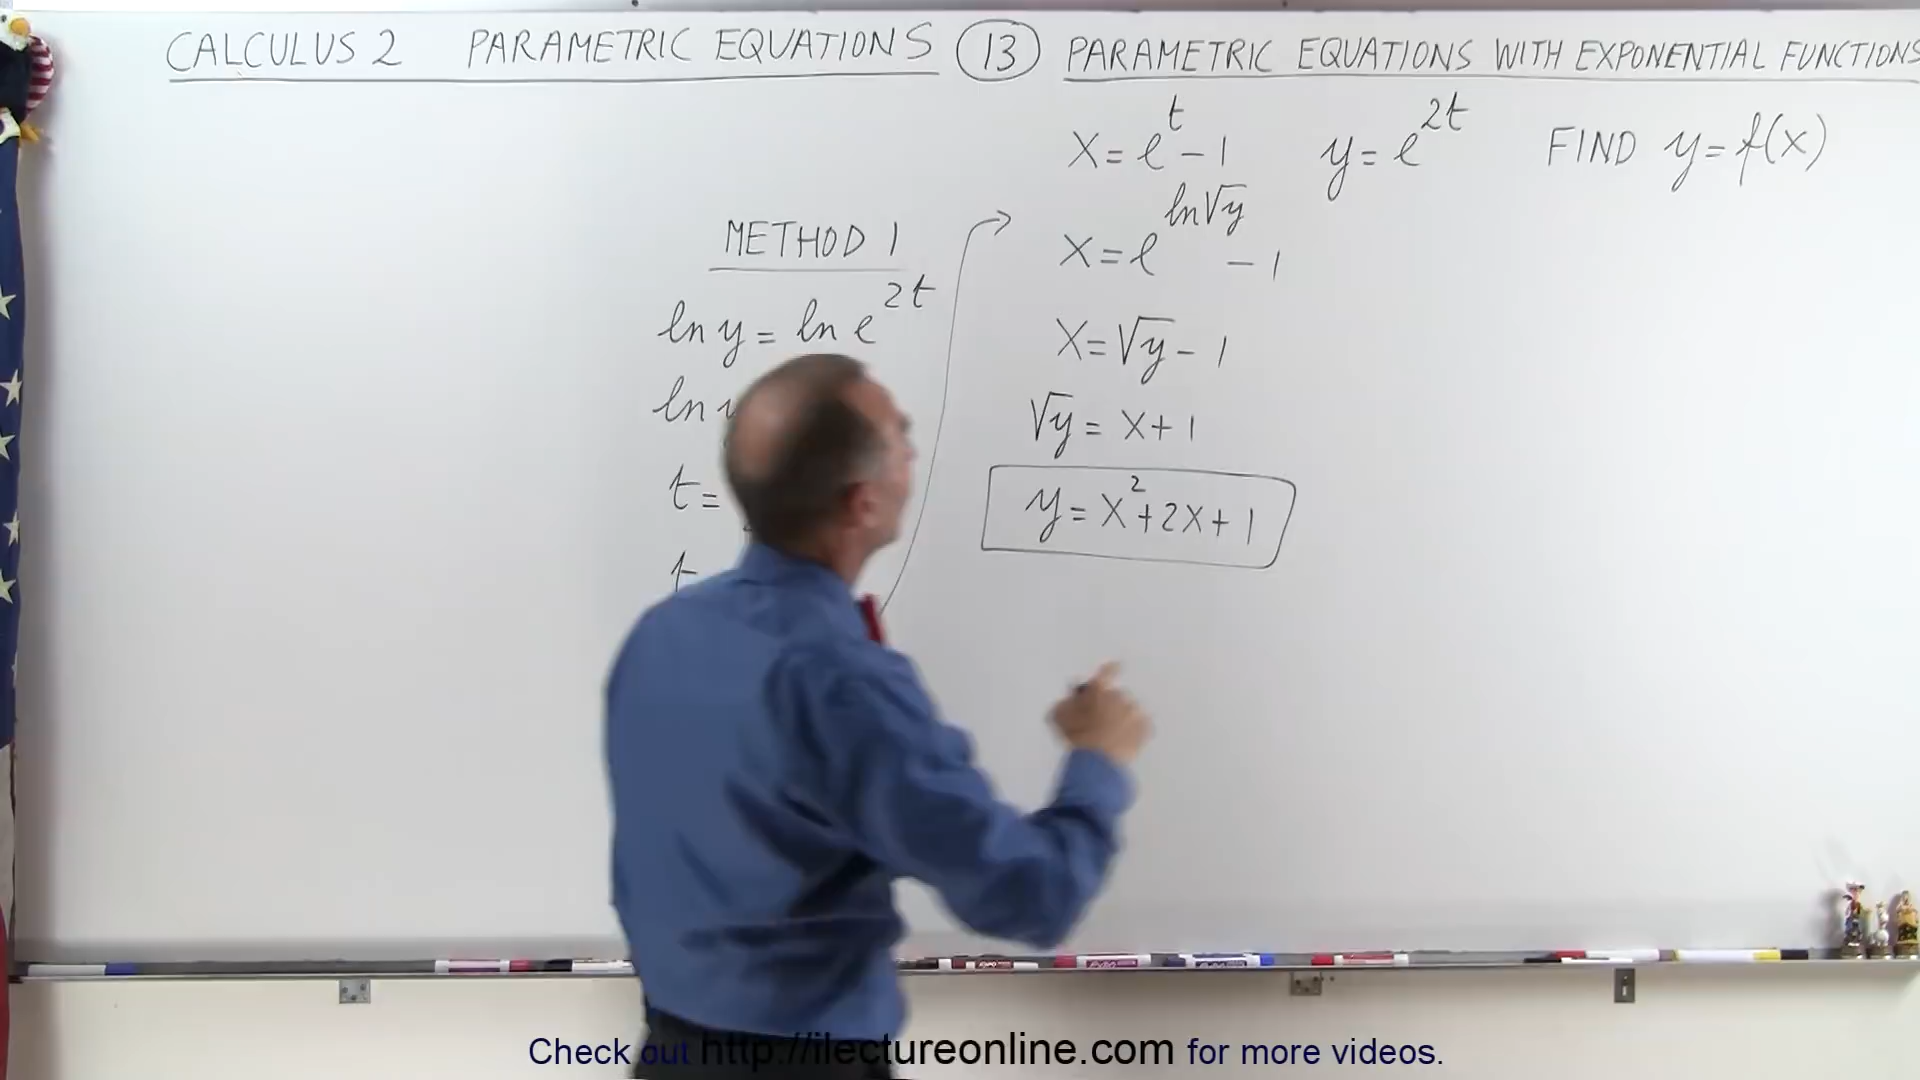 CALCULUS 2 PARAMETRIC EQUATIONS 13 PARAMETRIC EQUATIONS WITH EXPONENTIAL FUNCTIONS
x = e^t - 1 y = e^{2t} FIND y = f(x)
METHOD 1
ln y = ln e^{2t}
ln y
t =
t
x = e^{ln√y} - 1
x = √y - 1
√y = x + 1
y = x² + 2x + 1
Check out http://ilectureonline.com for more videos.